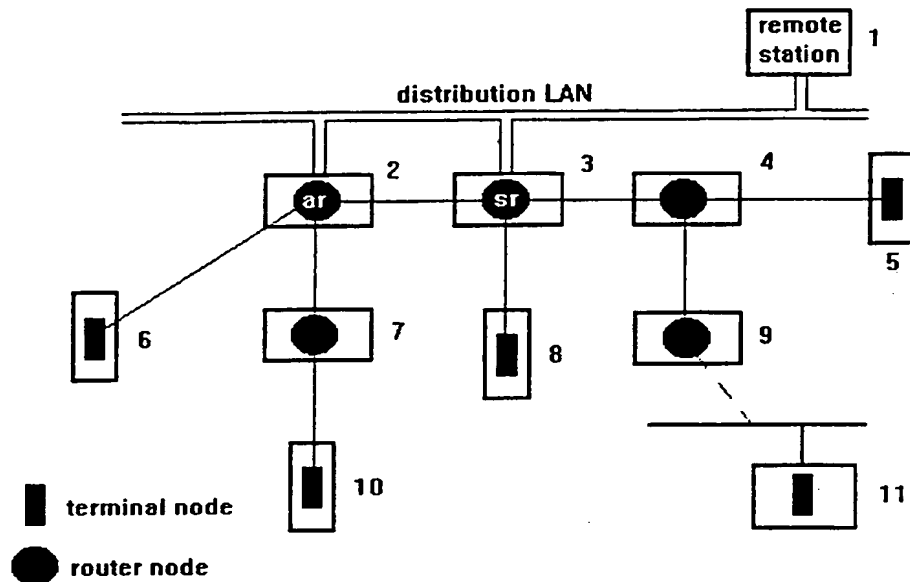 remote
station
1
distribution LAN
2
3
4
ar
sr
5
6
7
8
9
10
11
terminal node
router node